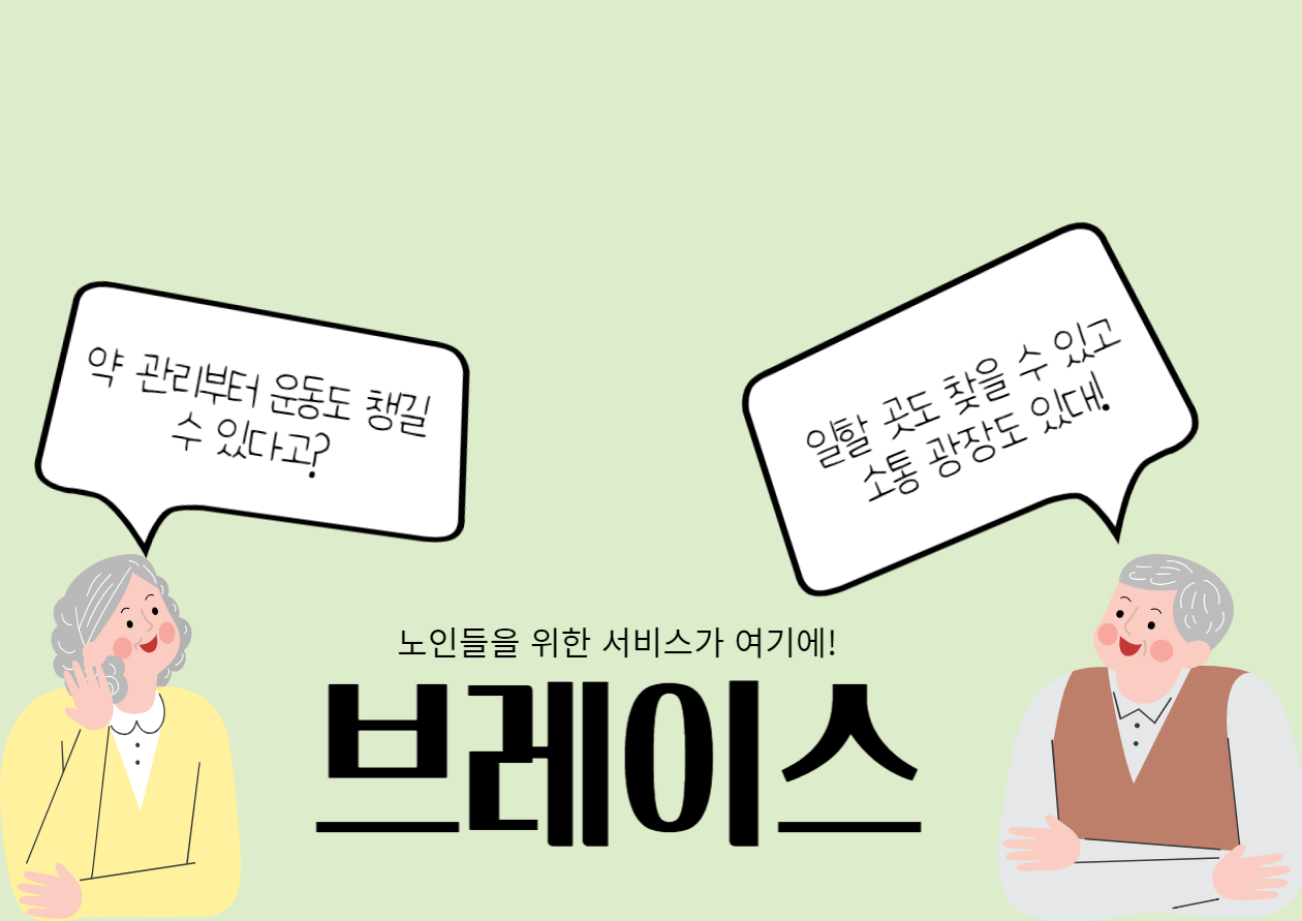 약 관리부터 운동도 챙길
수 있다고?
일할 곳도 찾을 수 있고
소통 광장도 있대!
노인들을 위한 서비스가 여기에!
브레이스